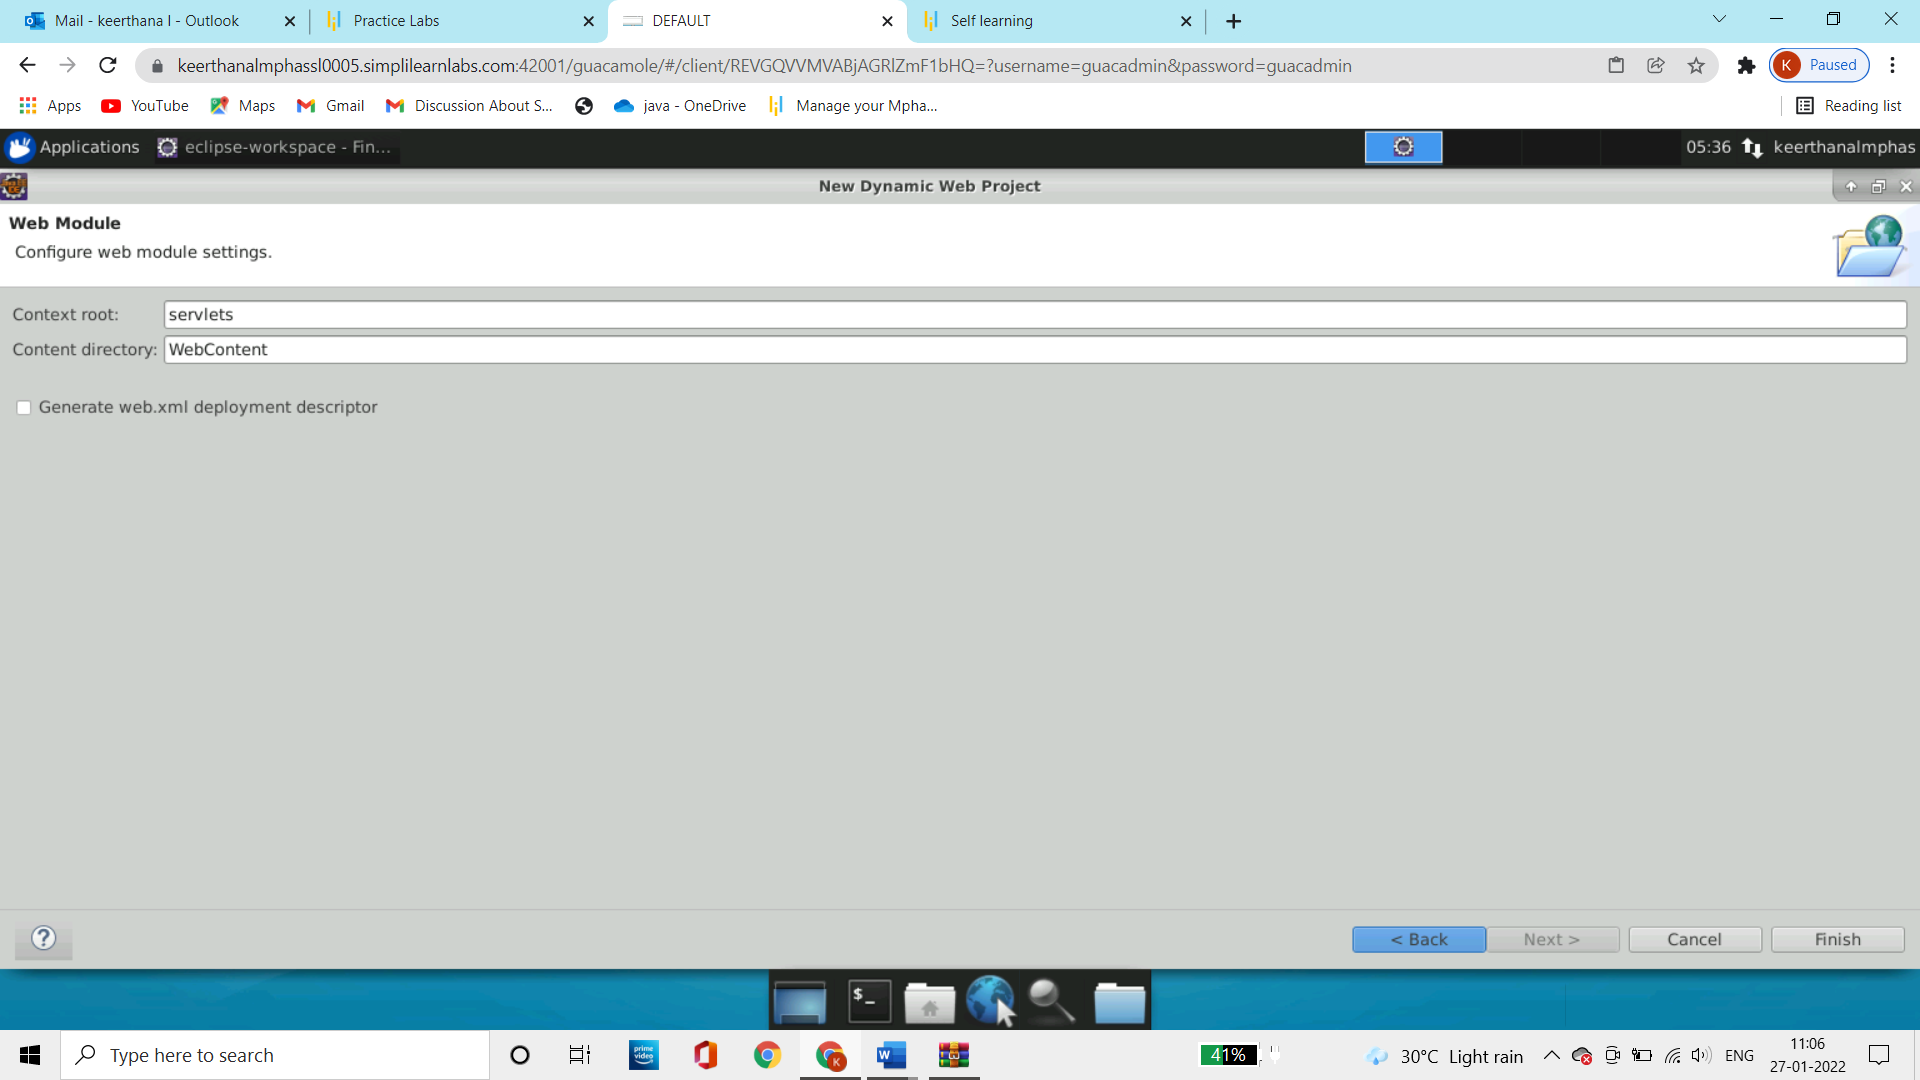 Mail - keerthana l - Outlook
Practice Labs
DEFAULT
Self learning
keerthanalmphassl0005.simplilearnlabs.com:42001/guacamole/#/client/REVGQVVMVABjAGRlZmF1bHQ=?username=guacadmin&password=guacadmin
K Paused
Apps YouTube Maps Gmail Discussion About S... java - OneDrive Manage your Mpha... Reading list
Applications eclipse-workspace - Fin... 05:36 keerthanalmphas
New Dynamic Web Project
Web Module
Configure web module settings.
Context root: servlets
Content directory: WebContent
Generate web.xml deployment descriptor
? < Back Next > Cancel Finish
$_
Type here to search
prime video
K
W
41%
30°C Light rain
ENG
11:06
27-01-2022